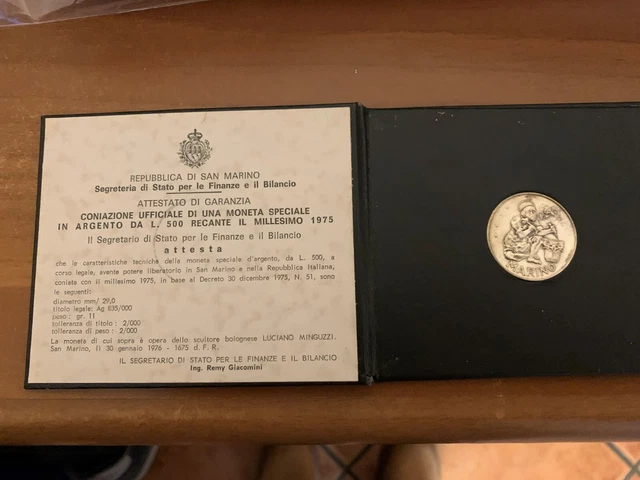 REPUBBLICA DI SAN MARINO
Segreteria di Stato per le Finanze e il Bilancio
ATTESTATO DI GARANZIA
CONIAZIONE UFFICIALE DI UNA MONETA SPECIALE
IN ARGENTO DA L. 500 RECANTE IL MILLESIMO 1975
Il Segretario di Stato per le Finanze e il Bilancio
attesta
che le caratteristiche tecniche della moneta speciale d'argento, da L. 500, a
corso legale, avente potere liberatorio in San Marino e nella Repubblica Italiana,
coniata con il millesimo 1975, in base al Decreto 30 dicembre 1975, N. 51, sono
le seguenti:
diametro mm/ 29,0
titolo legale: Ag 835/000
peso : gr. 11
tolleranza di titolo : 2/000
tolleranza di peso : 2/000
La moneta di cui sopra è opera dello scultore bolognese LUCIANO MINGUZZI.
San Marino, Il 30 gennaio 1976 - 1675 d. F. R.
IL SEGRETARIO DI STATO PER LE FINANZE E IL BILANCIO
Ing. Remy Giacomini
MARINO